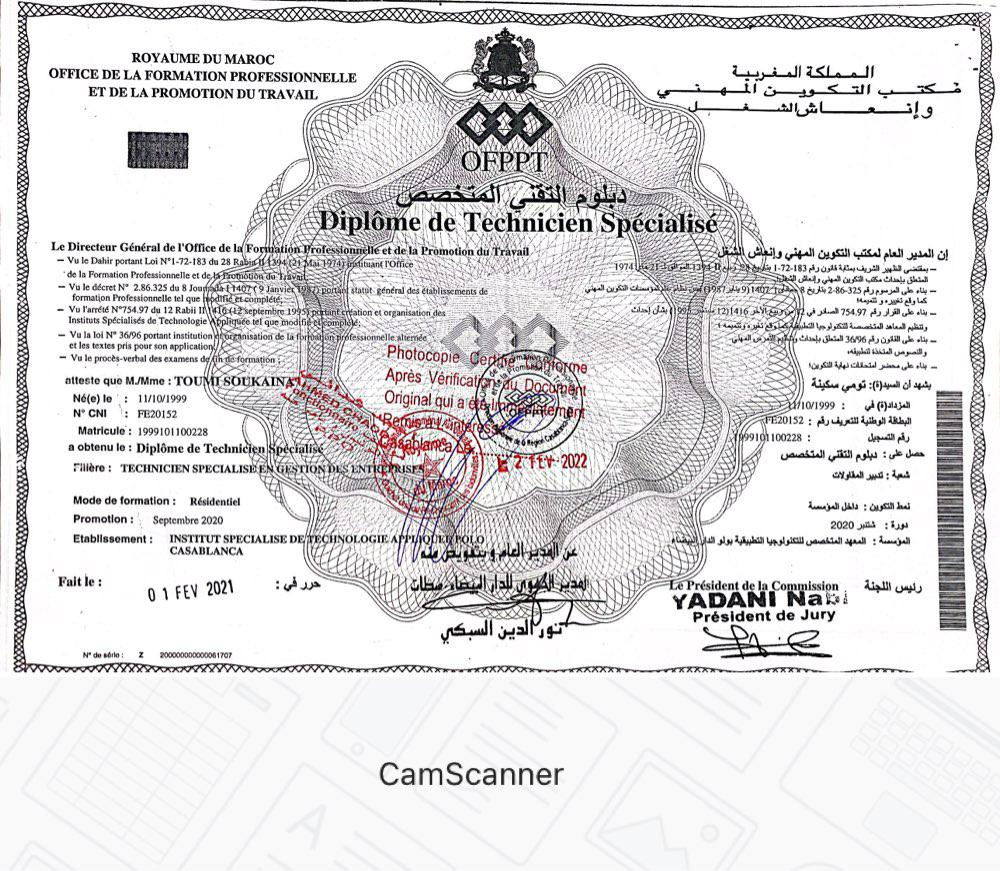 ROYAUME DU MAROC
OFFICE DE LA FORMATION PROFESSIONNELLE
ET DE LA PROMOTION DU TRAVAIL
المملكة المغربية
مكتب التكوين المهني
وإنعاش الشغل
OFPPT
دبلوم التقني المتخصص
Diplôme de Technicien Spécialisé
Le Directeur Général de l'Office de la Formation Professionnelle et de la Promotion du Travail
– Vu le Dahir portant Loi N°1-72-183 du 28 Rabia II 1394 (21 Mai 1974) instituant l'Office
de la Formation Professionnelle et de la Promotion du Travail
– Vu le décret N° 2.86.325 du 8 Joumada I 1407 ( 9 Janvier 1987) portant statut général des établissements de
formation Professionnelle tel que modifié et complété;
– Vu l'arrêté N°754.97 du 12 Rabii II 1416 (12 septembre 1995) portant création et organisation des
Instituts Spécialisés de Technologie Appliquée tel que modifié et complété;
– Vu la loi N° 36/96 portant institution et organisation de la formation professionnelle alternée
et les textes pris pour son application;
– Vu le procès-verbal des examens de fin de formation ;
إن المدير العام لمكتب التكوين المهني وإنعاش الشغل
– بمقتضى الظهير الشريف بمثابة قانون رقم 183-72-1 بتاريخ 28 ربيع II 1394 الموافق 21 ماي 1974
المتعلق بإحداث مكتب التكوين المهني وإنعاش الشغل
– بناء على المرسوم رقم 325-86-2 بتاريخ 8 جمادى I 1407 (9 يناير 1987) نظام عام لمؤسسات التكوين المهني
كما وقع تغييره و تتميمه؛
– بناء على القرار رقم 754.97 الصادر في 12 من ربيع الآخر 1416 (12 سبتمبر 1995) بشأن إحداث
وتنظيم المعاهد المتخصصة للتكنولوجيا التطبيقية كما وقع تغييره وتتميمه ؛
– بناء على القانون رقم 36/96 المتعلق بإحداث وتنظيم التمرس المهني
والنصوص المتخذة لتطبيقه،
– بناء على محضر امتحانات نهاية التكوين؛
Photocopie Certifiée Conforme
Après Vérification du Document
Original qui a été Immédiatement
Remis à L'intéressé
Casablanca Le
2 FEV 2022
atteste que M./Mme : TOUMI SOUKAINA
Né(e) le : 11/10/1999
N° CNI : FE20152
Matricule : 1999101100228
a obtenu le : Diplôme de Technicien Spécialisé
Filière : TECHNICIEN SPECIALISE EN GESTION DES ENTREPRISES
Mode de formation : Résidentiel
Promotion : Septembre 2020
Etablissement : INSTITUT SPECIALISE DE TECHNOLOGIE APPLIQUEE POLO
CASABLANCA
يشهد أن السيد(ة): تومي سكينة
المزداد(ة) في : 11/10/1999
البطاقة الوطنية للتعريف رقم : FE20152
رقم التسجيل : 1999101100228
حصل على : دبلوم التقني المتخصص
شعبة : تدبير المقاولات
نمط التكوين : داخل المؤسسة
دورة : شتنبر 2020
المؤسسة : المعهد المتخصص للتكنولوجيا التطبيقية بولو الدار البيضاء
Fait le : 01 FEV 2021 حرر في :
عن المدير العام وبتفويض منه
المدير الجهوي للدار البيضاء-سطات
نور الدين السبكي
Le Président de la Commission رئيس اللجنة
YADANI
Président de Jury
N° de série : Z 200000000000061707
CamScanner